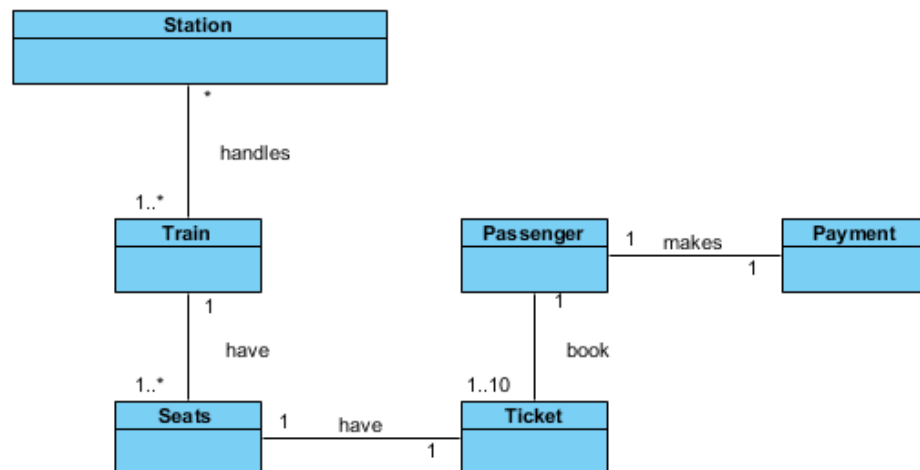 Station
*
handles
1..*
Train
Passenger
1
makes
1
Payment
1
have
1
book
1..*
1..10
Seats
1
have
1
Ticket